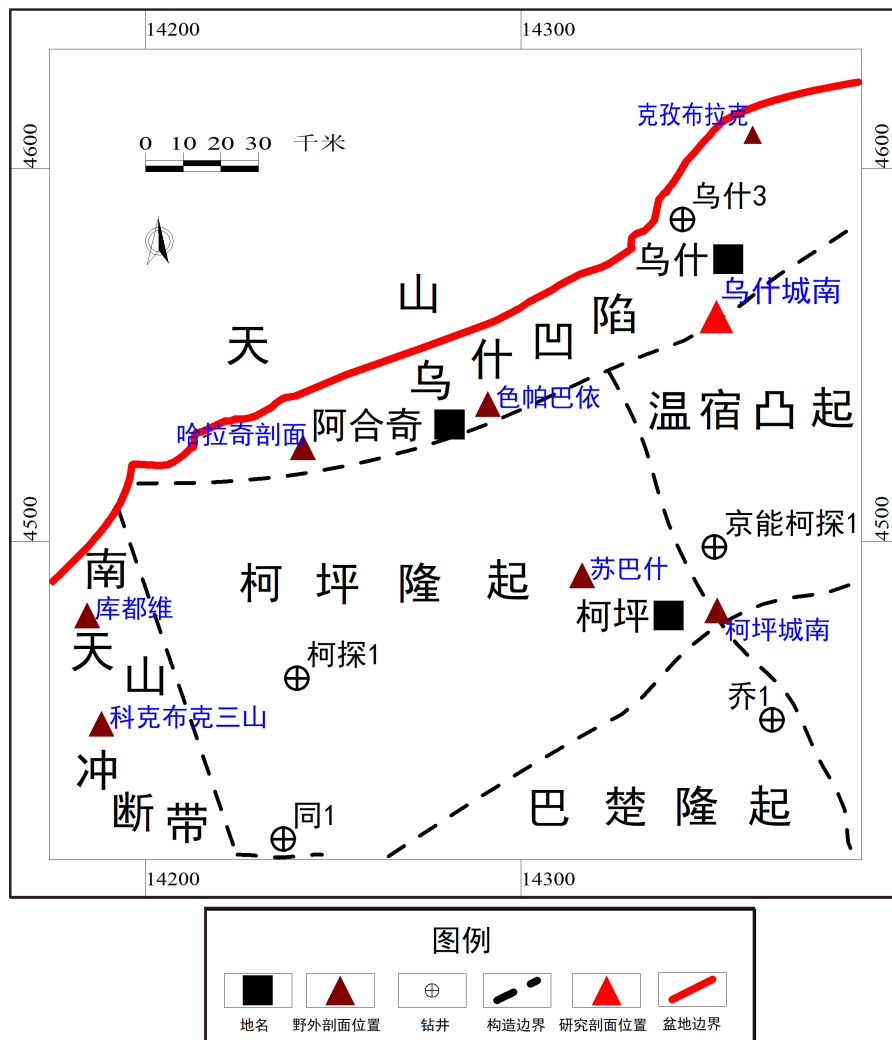 14200 14300
克孜布拉克
4600 4600
0 10 20 30 千米
乌什3
乌什
乌什城南
天山
乌什凹陷
色帕巴依
温宿凸起
哈拉奇剖面
阿合奇
4500 4500
京能柯探1
柯坪隆起
苏巴什
南天山冲断带
库都维
柯坪
柯坪城南
柯探1
乔1
科克布克三山
巴楚隆起
同1
14200 14300
图例
地名 野外剖面位置 钻井 构造边界 研究剖面位置 盆地边界